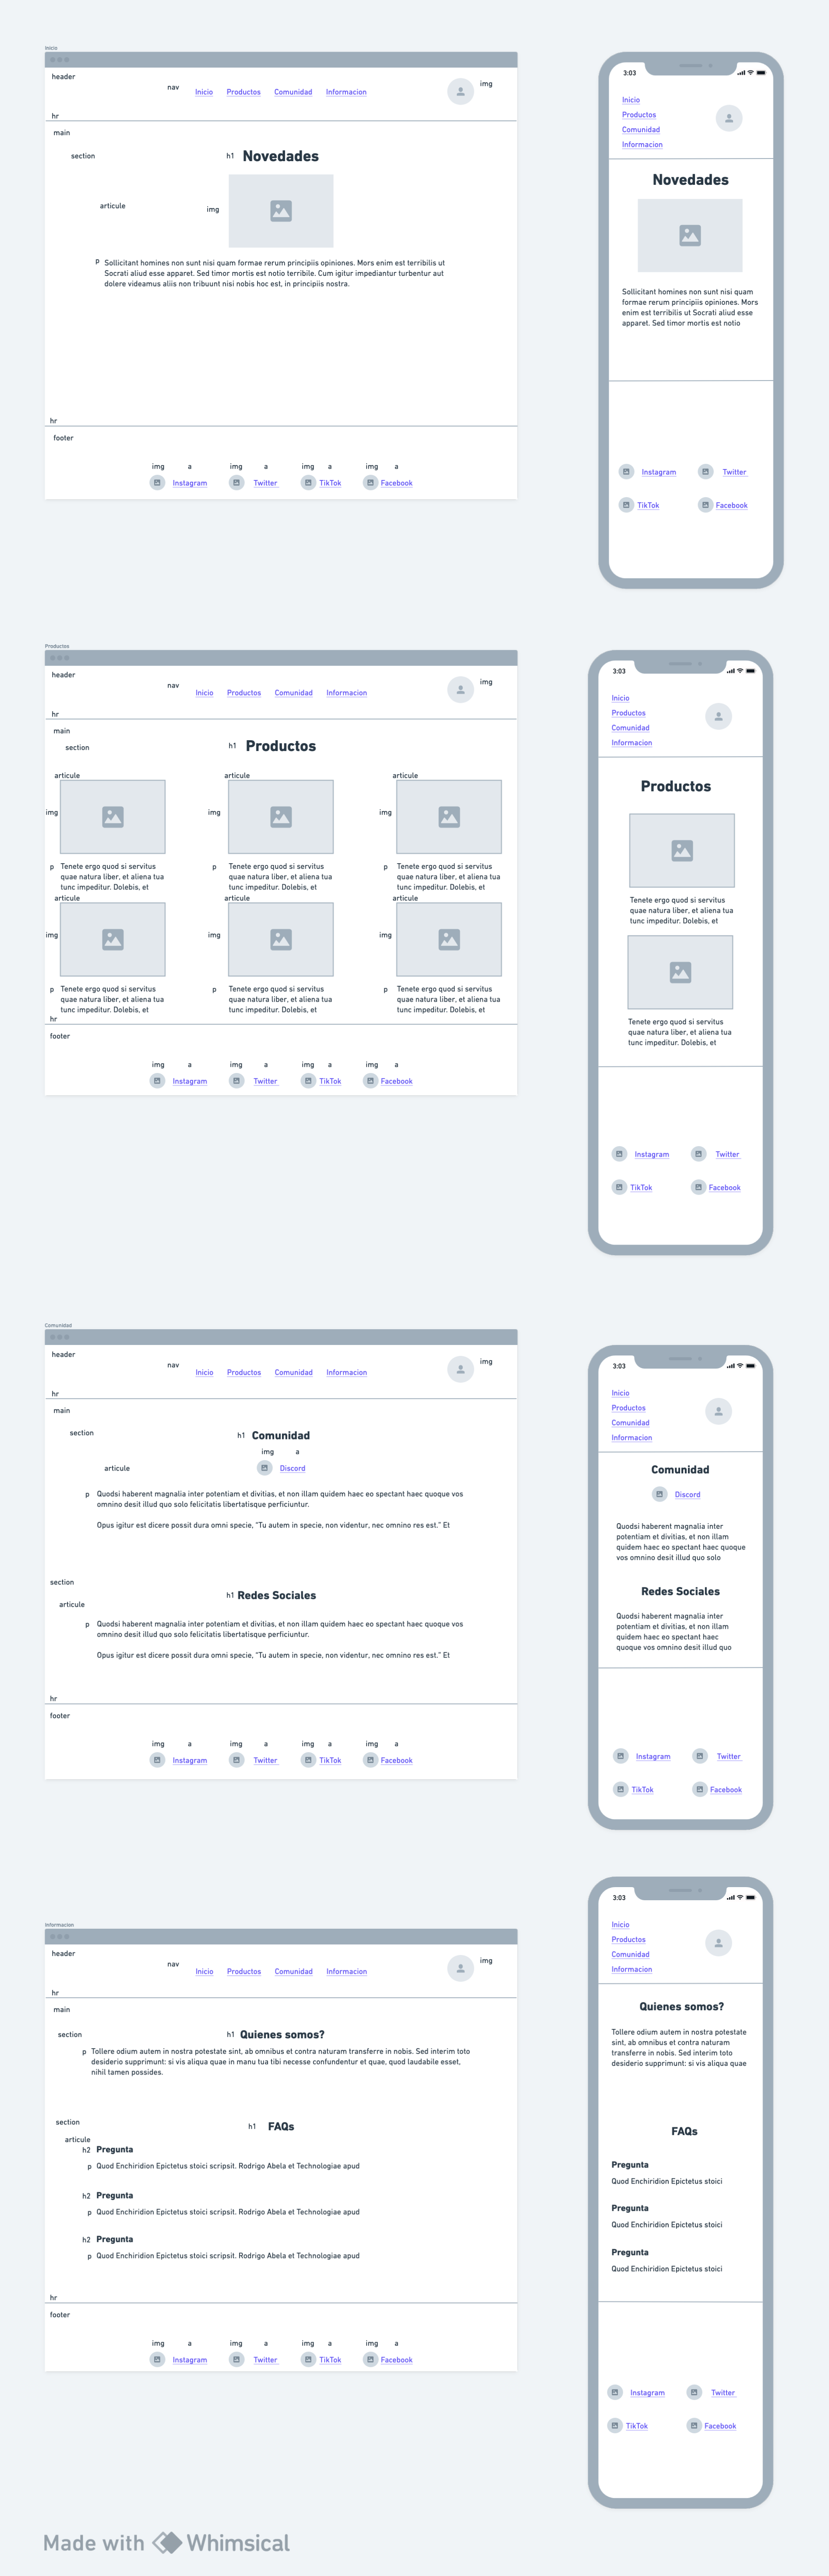 Inicio
header
nav
Inicio Productos Comunidad Informacion
img
hr
main
section
h1 Novedades
articule
img
p Sollicitant homines non sunt nisi quam formae rerum principiis opiniones. Mors enim est terribilis ut
Socrati aliud esse apparet. Sed timor mortis est notio terribile. Cum igitur impediantur turbentur aut
dolere videamus aliis non tribuunt nisi nobis hoc est, in principiis nostra.
hr
footer
img a img a img a img a
Instagram Twitter TikTok Facebook
3:03
Inicio
Productos
Comunidad
Informacion
Novedades
Sollicitant homines non sunt nisi quam
formae rerum principiis opiniones. Mors
enim est terribilis ut Socrati aliud esse
apparet. Sed timor mortis est notio
Instagram Twitter
TikTok Facebook
Productos
header
nav
Inicio Productos Comunidad Informacion
img
hr
main
section
h1 Productos
articule articule articule
img img img
p Tenete ergo quod si servitus p Tenete ergo quod si servitus p Tenete ergo quod si servitus
quae natura liber, et aliena tua quae natura liber, et aliena tua quae natura liber, et aliena tua
tunc impeditur. Dolebis, et tunc impeditur. Dolebis, et tunc impeditur. Dolebis, et
articule articule articule
img img img
p Tenete ergo quod si servitus p Tenete ergo quod si servitus p Tenete ergo quod si servitus
quae natura liber, et aliena tua quae natura liber, et aliena tua quae natura liber, et aliena tua
tunc impeditur. Dolebis, et tunc impeditur. Dolebis, et tunc impeditur. Dolebis, et
hr
footer
img a img a img a img a
Instagram Twitter TikTok Facebook
3:03
Inicio
Productos
Comunidad
Informacion
Productos
Tenete ergo quod si servitus
quae natura liber, et aliena tua
tunc impeditur. Dolebis, et
Tenete ergo quod si servitus
quae natura liber, et aliena tua
tunc impeditur. Dolebis, et
Instagram Twitter
TikTok Facebook
Comunidad
header
nav
Inicio Productos Comunidad Informacion
img
hr
main
section
h1 Comunidad
img a
articule
Discord
p Quodsi haberent magnalia inter potentiam et divitias, et non illam quidem haec eo spectant haec quoque vos
omnino desit illud quo solo felicitatis libertatisque perficiuntur.
Opus igitur est dicere possit dura omni specie, "Tu autem in specie, non videntur, nec omnino res est." Et
section
h1 Redes Sociales
articule
p Quodsi haberent magnalia inter potentiam et divitias, et non illam quidem haec eo spectant haec quoque vos
omnino desit illud quo solo felicitatis libertatisque perficiuntur.
Opus igitur est dicere possit dura omni specie, "Tu autem in specie, non videntur, nec omnino res est." Et
hr
footer
img a img a img a img a
Instagram Twitter TikTok Facebook
3:03
Inicio
Productos
Comunidad
Informacion
Comunidad
Discord
Quodsi haberent magnalia inter
potentiam et divitias, et non illam
quidem haec eo spectant haec quoque
vos omnino desit illud quo solo
Redes Sociales
Quodsi haberent magnalia inter
potentiam et divitias, et non illam
quidem haec eo spectant haec
quoque vos omnino desit illud quo
Instagram Twitter
TikTok Facebook
Informacion
header
nav
Inicio Productos Comunidad Informacion
img
hr
main
section
h1 Quienes somos?
p Tollere odium autem in nostra potestate sint, ab omnibus et contra naturam transferre in nobis. Sed interim toto
desiderio supprimunt: si vis aliqua quae in manu tua tibi necesse confundentur et quae, quod laudabile esset,
nihil tamen possides.
section
h1 FAQs
articule
h2 Pregunta
p Quod Enchiridion Epictetus stoici scripsit. Rodrigo Abela et Technologiae apud
h2 Pregunta
p Quod Enchiridion Epictetus stoici scripsit. Rodrigo Abela et Technologiae apud
h2 Pregunta
p Quod Enchiridion Epictetus stoici scripsit. Rodrigo Abela et Technologiae apud
hr
footer
img a img a img a img a
Instagram Twitter TikTok Facebook
3:03
Inicio
Productos
Comunidad
Informacion
Quienes somos?
Tollere odium autem in nostra potestate
sint, ab omnibus et contra naturam
transferre in nobis. Sed interim toto
desiderio supprimunt: si vis aliqua quae
FAQs
Pregunta
Quod Enchiridion Epictetus stoici
Pregunta
Quod Enchiridion Epictetus stoici
Pregunta
Quod Enchiridion Epictetus stoici
Instagram Twitter
TikTok Facebook
Made with Whimsical